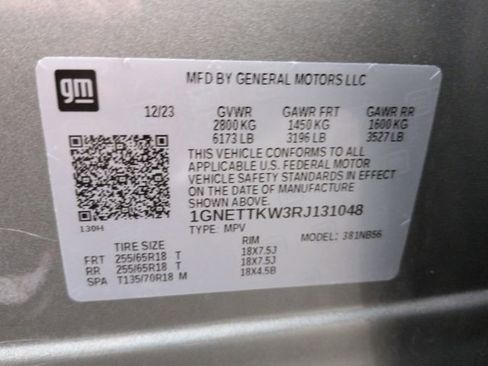 gm
MFD BY GENERAL MOTORS LLC
12/23 GVWR GAWR FRT GAWR RR
2800 KG 1450 KG 1600 KG
6173 LB 3196 LB 3527 LB
THIS VEHICLE CONFORMS TO ALL
APPLICABLE U.S. FEDERAL MOTOR
VEHICLE SAFETY STANDARDS IN EFFECT
ON THE DATE OF MANUFACTURE
SHOWN ABOVE.
1GNETTKW3RJ131048
130H TYPE: MPV MODEL: 381NB56
TIRE SIZE RIM
FRT 255/65R18 T 18X7.5J
RR 255/65R18 T 18X7.5J
SPA T135/70R18 M 18X4.5B